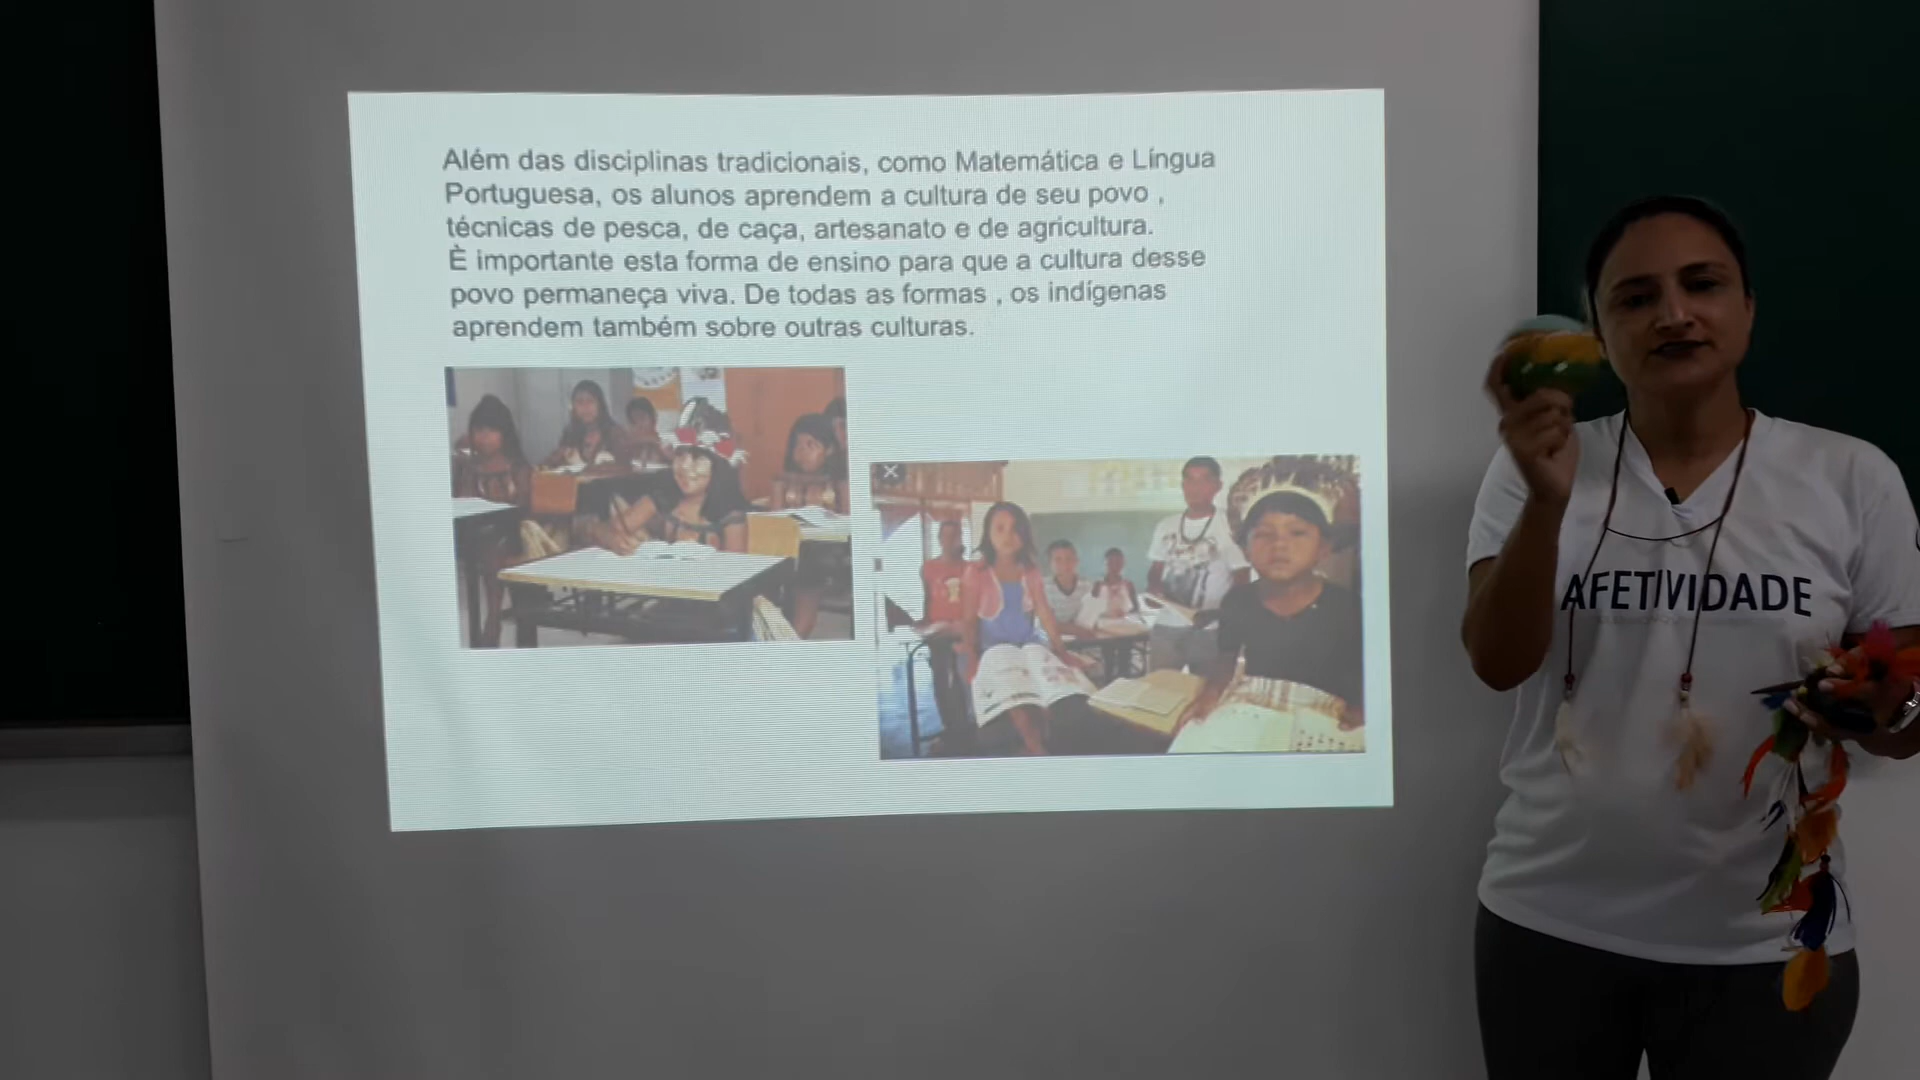 Além das disciplinas tradicionais, como Matemática e Língua
Portuguesa, os alunos aprendem a cultura de seu povo ,
técnicas de pesca, de caça, artesanato e de agricultura.
È importante esta forma de ensino para que a cultura desse
povo permaneça viva. De todas as formas , os indígenas
aprendem também sobre outras culturas.
AFETIVIDADE